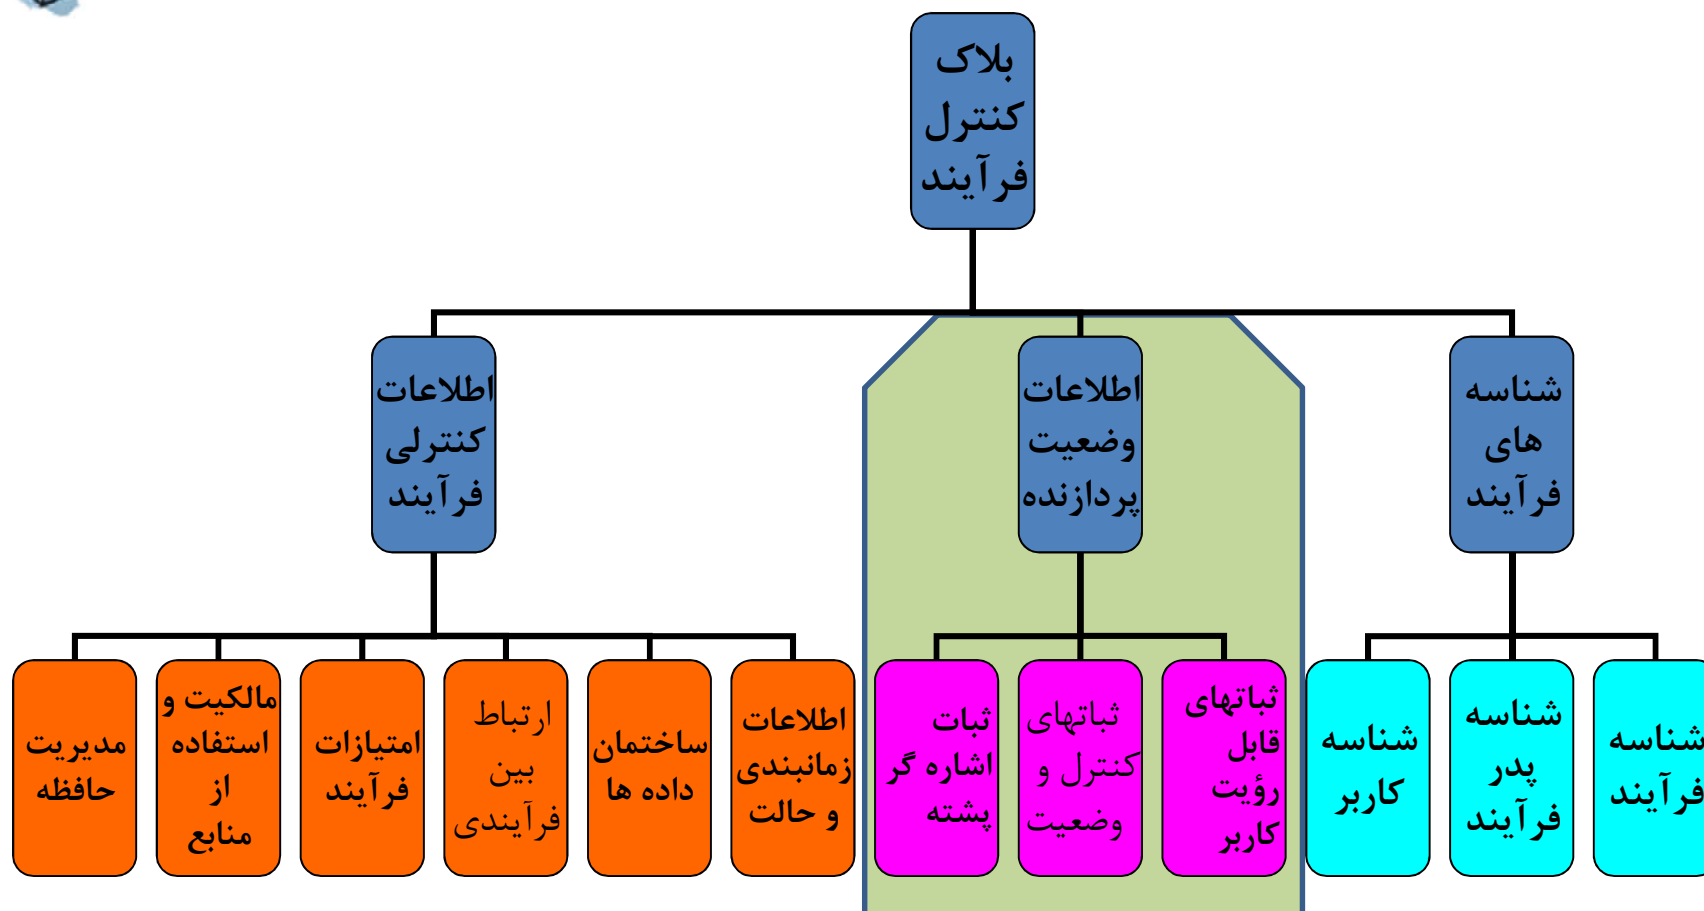 بلاک
کنترل
فرآیند
شناسه
های
فرآیند
اطلاعات
وضعیت
پردازنده
اطلاعات
کنترلی
فرآیند
شناسه
فرآیند
شناسه
پدر
فرآیند
شناسه
کاربر
ثباتهای
قابل
رؤیت
کاربر
ثباتهای
کنترل و
وضعیت
ثبات
اشاره گر
پشته
اطلاعات
زمانبندی
و حالت
ساختمان
داده ها
ارتباط
بین
فرآیندی
امتیازات
فرآیند
مالکیت و
استفاده
از
منابع
مدیریت
حافظه